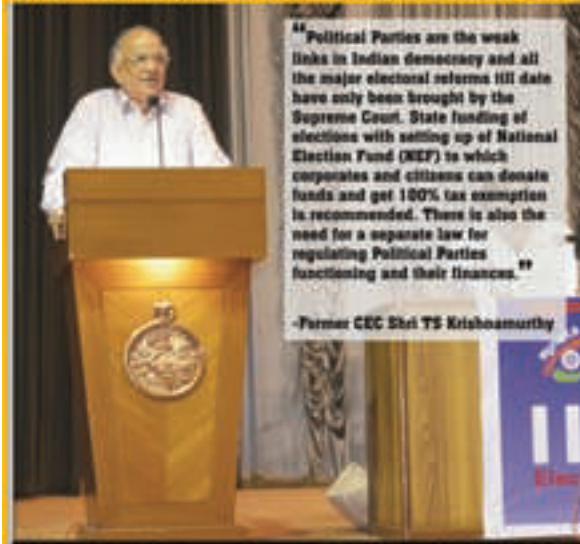 “Political Parties are the weak
links in Indian democracy and all
the major electoral reforms till date
have only been brought by the
Supreme Court. State funding of
elections with setting up of National
Election Fund (NEF) to which
corporates and citizens can donate
funds and get 100% tax exemption
is recommended. There is also the
need for a separate law for
regulating Political Parties
functioning and their finances.”
-Former CEC Shri TS Krishnamurthy
Elec